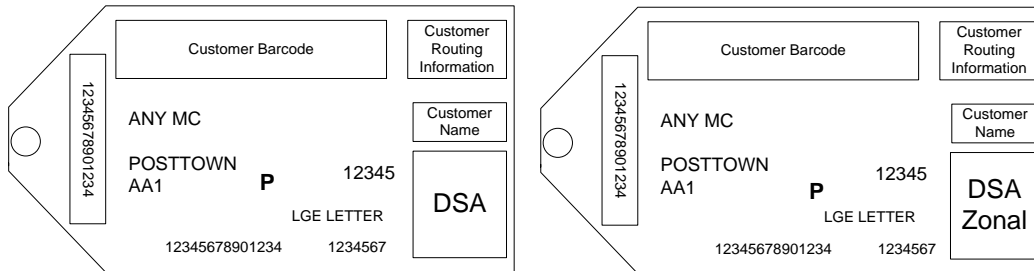 Customer Barcode
Customer
Routing
Information
12345678901234
ANY MC
Customer
Name
POSTTOWN
AA1
P
12345
DSA
LGE LETTER
12345678901234
1234567
Customer Barcode
Customer
Routing
Information
12345678901234
ANY MC
Customer
Name
POSTTOWN
AA1
P
12345
DSA
Zonal
LGE LETTER
12345678901234
1234567